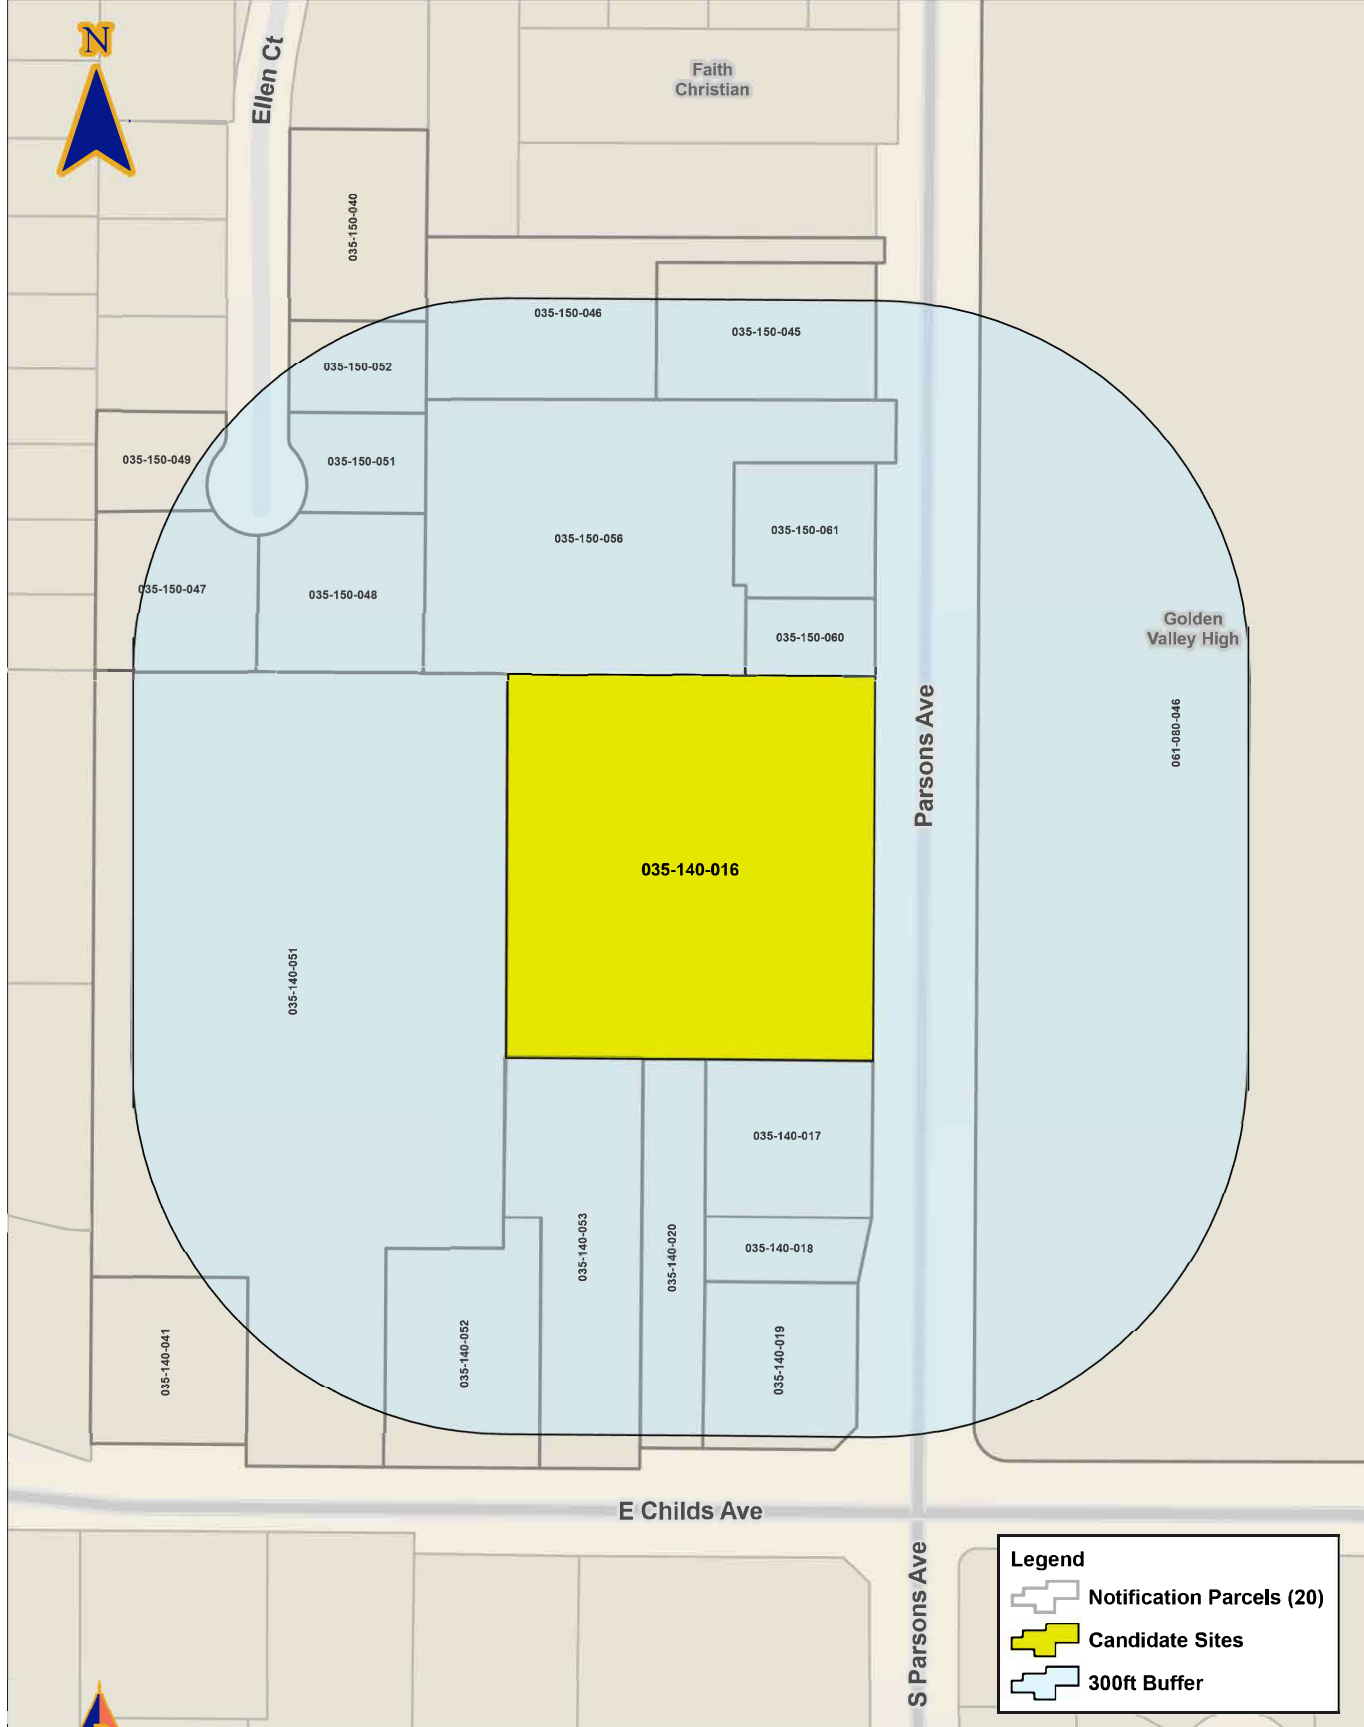 N
Ellen Ct
Faith
Christian
035-150-040
035-150-046
035-150-045
035-150-052
035-150-049
035-150-051
035-150-056
035-150-061
035-150-047
035-150-048
035-150-060
Golden
Valley High
061-080-046
Parsons Ave
035-140-016
035-140-051
035-140-017
035-140-053
035-140-020
035-140-018
035-140-041
035-140-052
035-140-019
E Childs Ave
S Parsons Ave
Legend
Notification Parcels (20)
Candidate Sites
300ft Buffer